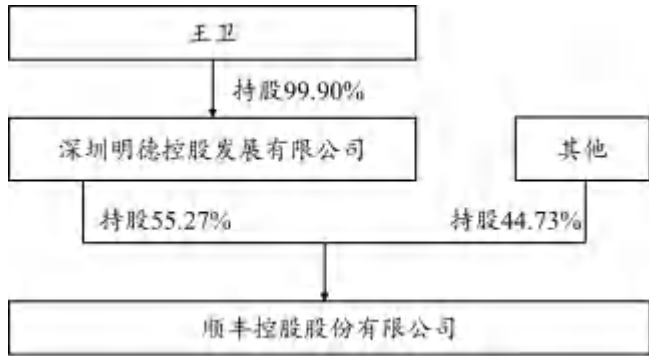 王卫
持股99.90%
深圳明德控股发展有限公司
其他
持股55.27%
持股44.73%
顺丰控股股份有限公司